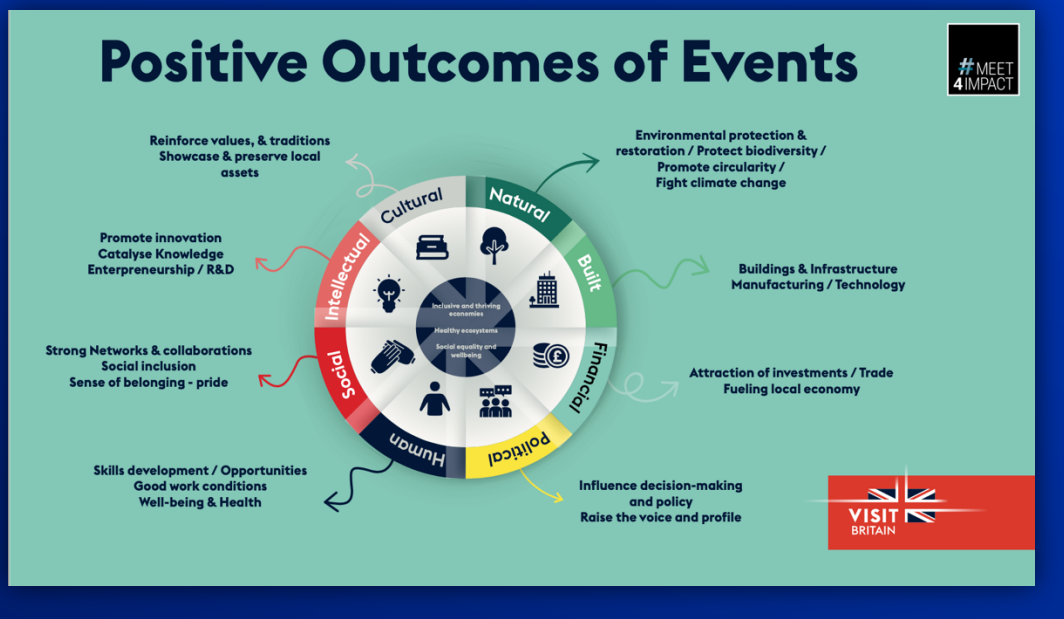 Positive Outcomes of Events
#MEET
4IMPACT
Reinforce values, & traditions
Showcase & preserve local
assets
Environmental protection &
restoration / Protect biodiversity /
Promote circularity /
Fight climate change
Promote innovation
Catalyse Knowledge
Enterpreneurship / R&D
Buildings & Infrastructure
Manufacturing / Technology
Strong Networks & collaborations
Social inclusion
Sense of belonging - pride
Attraction of investments / Trade
Fueling local economy
Skills development / Opportunities
Good work conditions
Well-being & Health
Influence decision-making
and policy
Raise the voice and profile
Cultural
Natural
Built
Financial
Political
Human
Social
Intellectual
Inclusive and thriving
economies
Healthy ecosystems
Social equality and
wellbeing
£
VISIT
BRITAIN